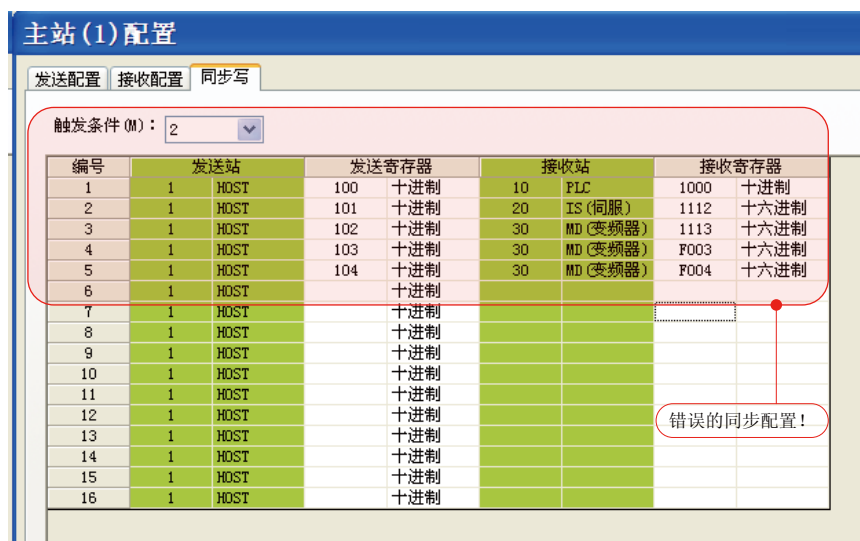 主站(1)配置
发送配置 接收配置 同步写
触发条件(M)： 2
编号 发送站 发送寄存器 接收站 接收寄存器
1 1 HOST 100 十进制 10 PLC 1000 十进制
2 1 HOST 101 十进制 20 IS(伺服) 1112 十六进制
3 1 HOST 102 十进制 30 MD(变频器) 1113 十六进制
4 1 HOST 103 十进制 30 MD(变频器) F003 十六进制
5 1 HOST 104 十进制 30 MD(变频器) F004 十六进制
6 1 HOST 十进制
7 1 HOST 十进制
8 1 HOST 十进制
9 1 HOST 十进制
10 1 HOST 十进制
11 1 HOST 十进制
12 1 HOST 十进制
13 1 HOST 十进制
14 1 HOST 十进制
15 1 HOST 十进制
16 1 HOST 十进制
错误的同步配置！